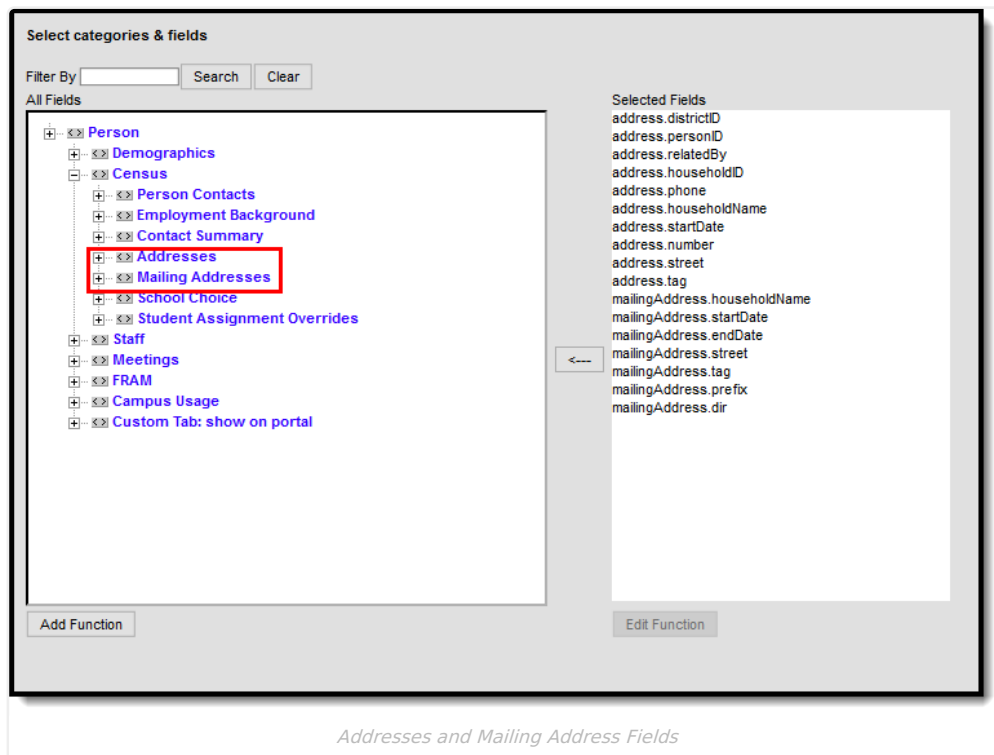 Select categories & fields
Filter By Search Clear
All Fields
Person
Demographics
Census
Person Contacts
Employment Background
Contact Summary
Addresses
Mailing Addresses
School Choice
Student Assignment Overrides
Staff
Meetings
FRAM
Campus Usage
Custom Tab: show on portal
Add Function
<---
Selected Fields
address.districtID
address.personID
address.relatedBy
address.householdID
address.phone
address.householdName
address.startDate
address.number
address.street
address.tag
mailingAddress.householdName
mailingAddress.startDate
mailingAddress.endDate
mailingAddress.street
mailingAddress.tag
mailingAddress.prefix
mailingAddress.dir
Edit Function
Addresses and Mailing Address Fields